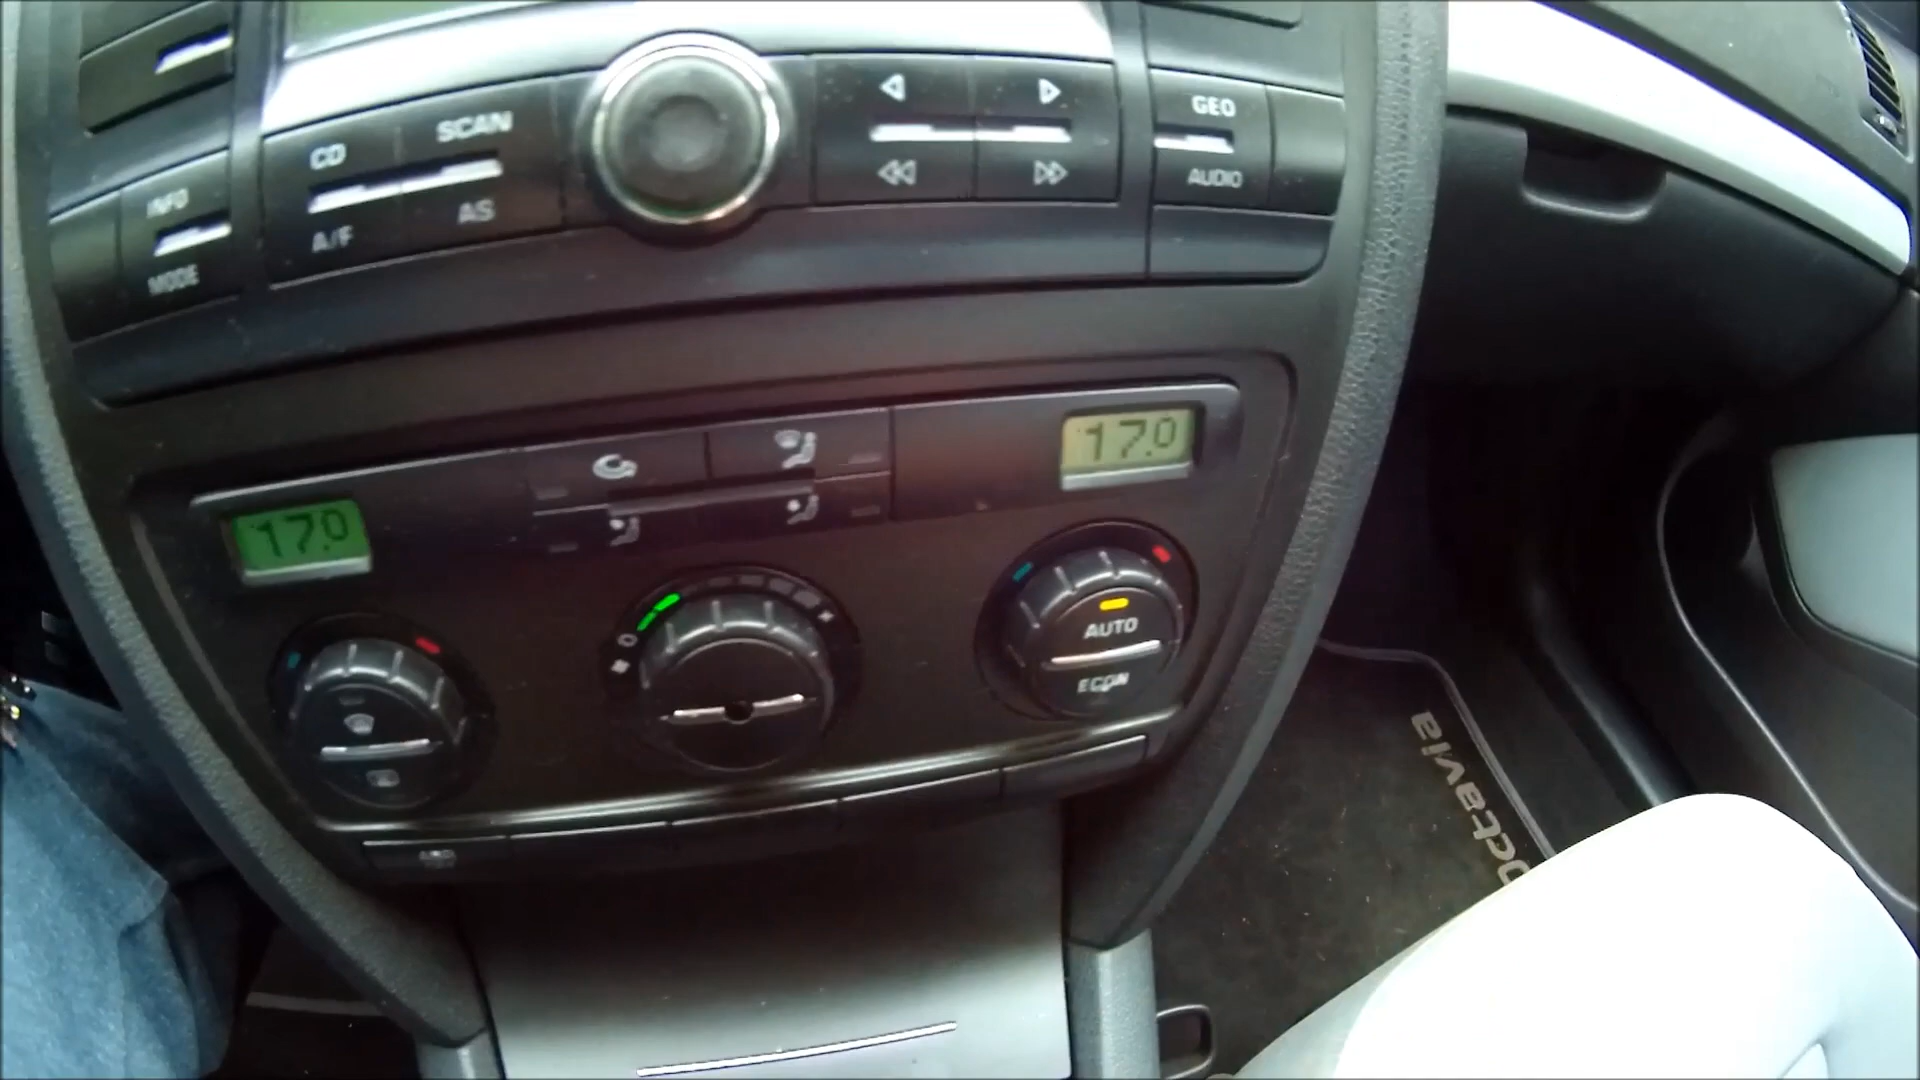 CD
SCAN
GEO
INFO
A/F
AS
AUDIO
MODE
17.0
17.0
AUTO
ECON
octavia